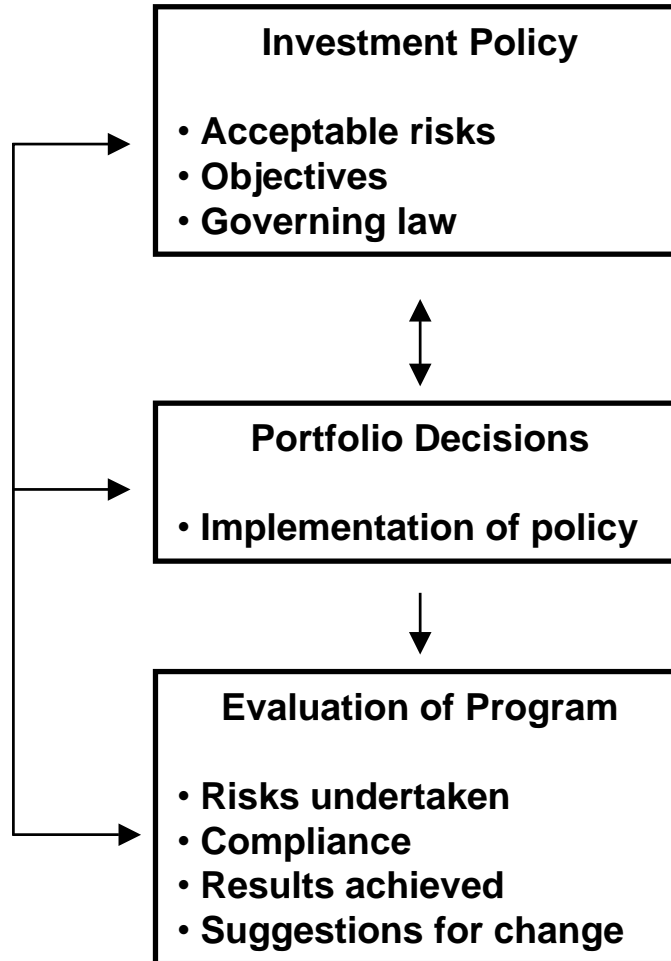 Investment Policy
• Acceptable risks
• Objectives
• Governing law
Portfolio Decisions
• Implementation of policy
Evaluation of Program
• Risks undertaken
• Compliance
• Results achieved
• Suggestions for change